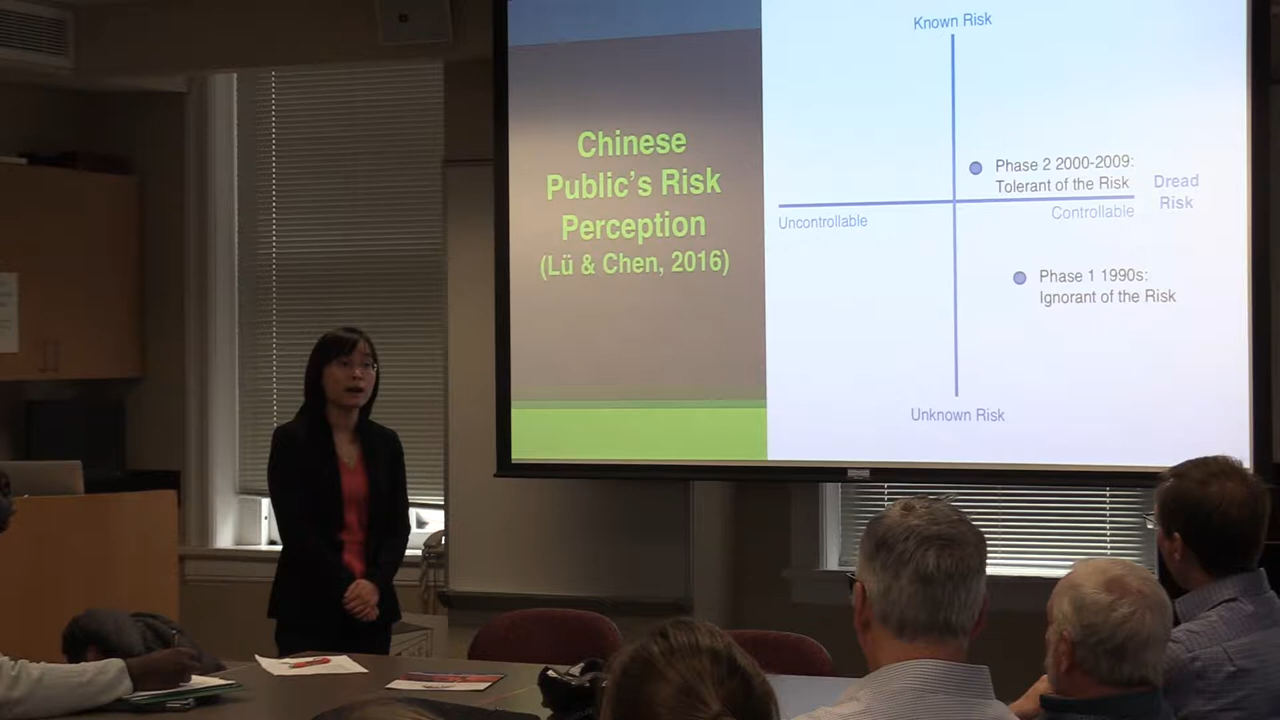 Chinese
Public's Risk
Perception
(Lü & Chen, 2016)
Known Risk
Phase 2 2000-2009:
Tolerant of the Risk
Dread
Risk
Uncontrollable
Controllable
Phase 1 1990s:
Ignorant of the Risk
Unknown Risk